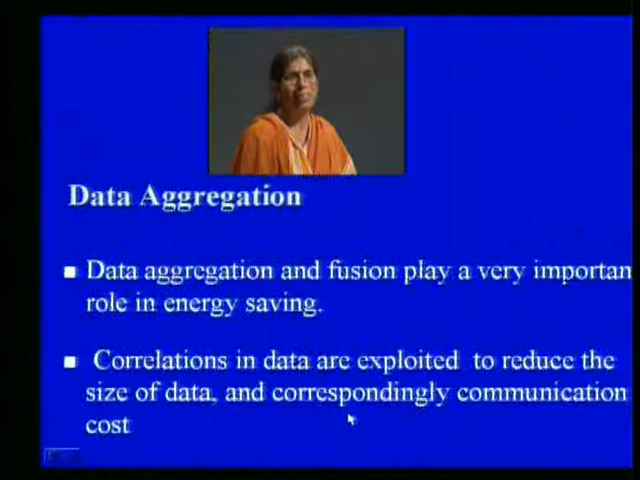 Data Aggregation
Data aggregation and fusion play a very importan
role in energy saving.
Correlations in data are exploited to reduce the
size of data, and correspondingly communication
cost